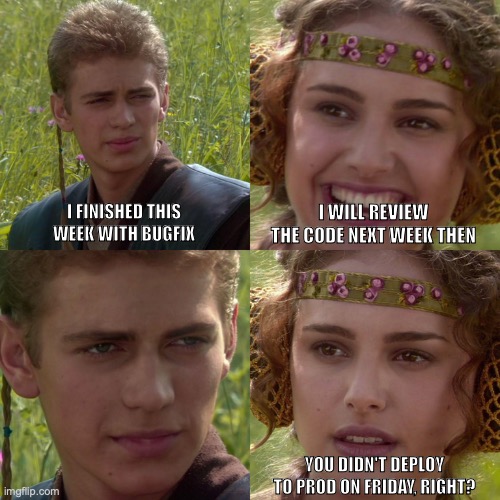 I FINISHED THIS
WEEK WITH BUGFIX
I WILL REVIEW
THE CODE NEXT WEEK THEN
YOU DIDN'T DEPLOY
TO PROD ON FRIDAY, RIGHT?
imgflip.com